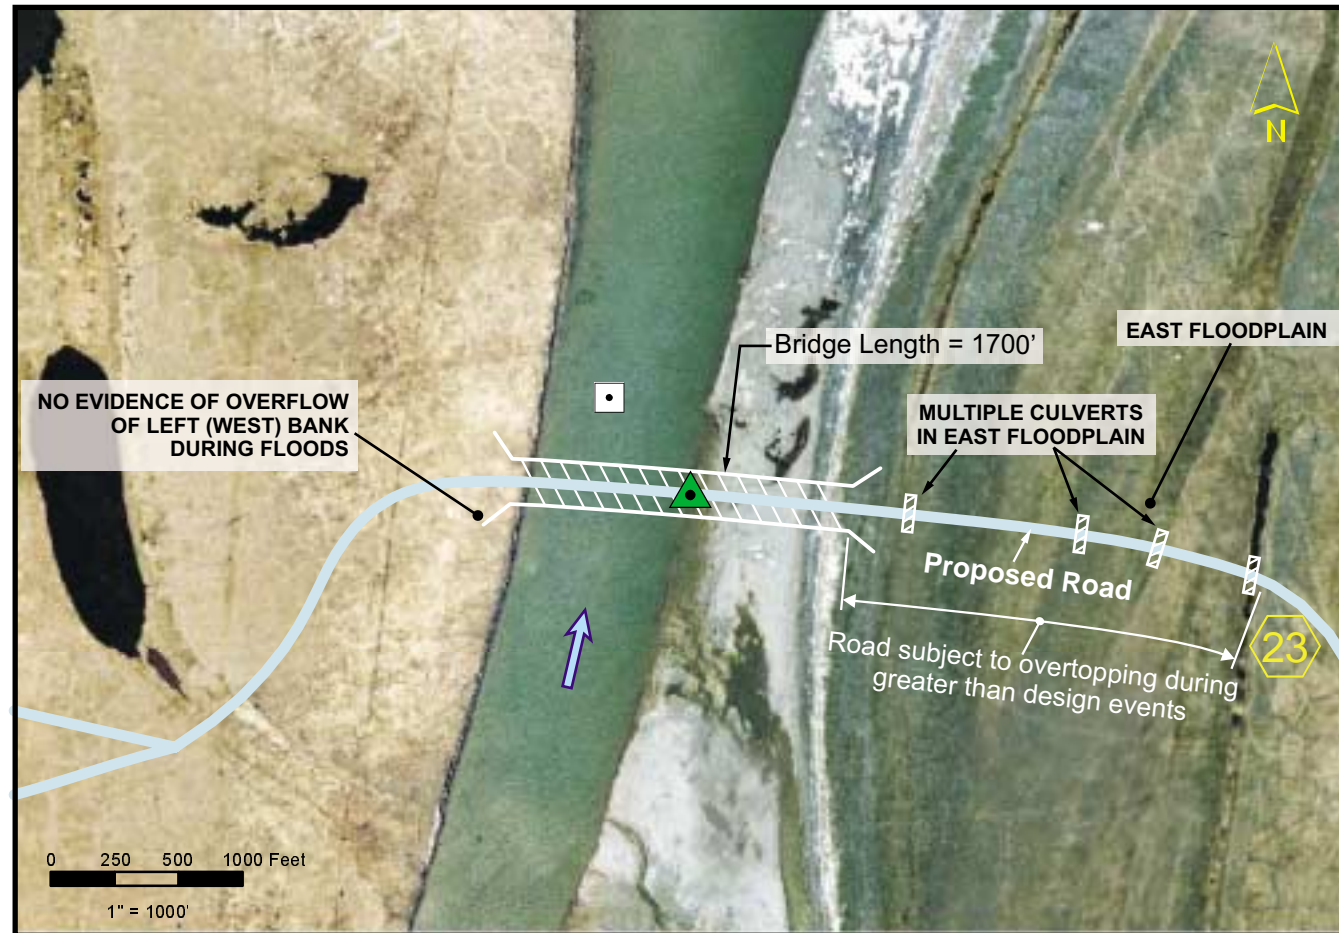 N
Bridge Length = 1700’
EAST FLOODPLAIN
NO EVIDENCE OF OVERFLOW
OF LEFT (WEST) BANK
DURING FLOODS
MULTIPLE CULVERTS
IN EAST FLOODPLAIN
Proposed Road
23
Road subject to overtopping during
greater than design events
0 250 500 1000 Feet
1" = 1000'